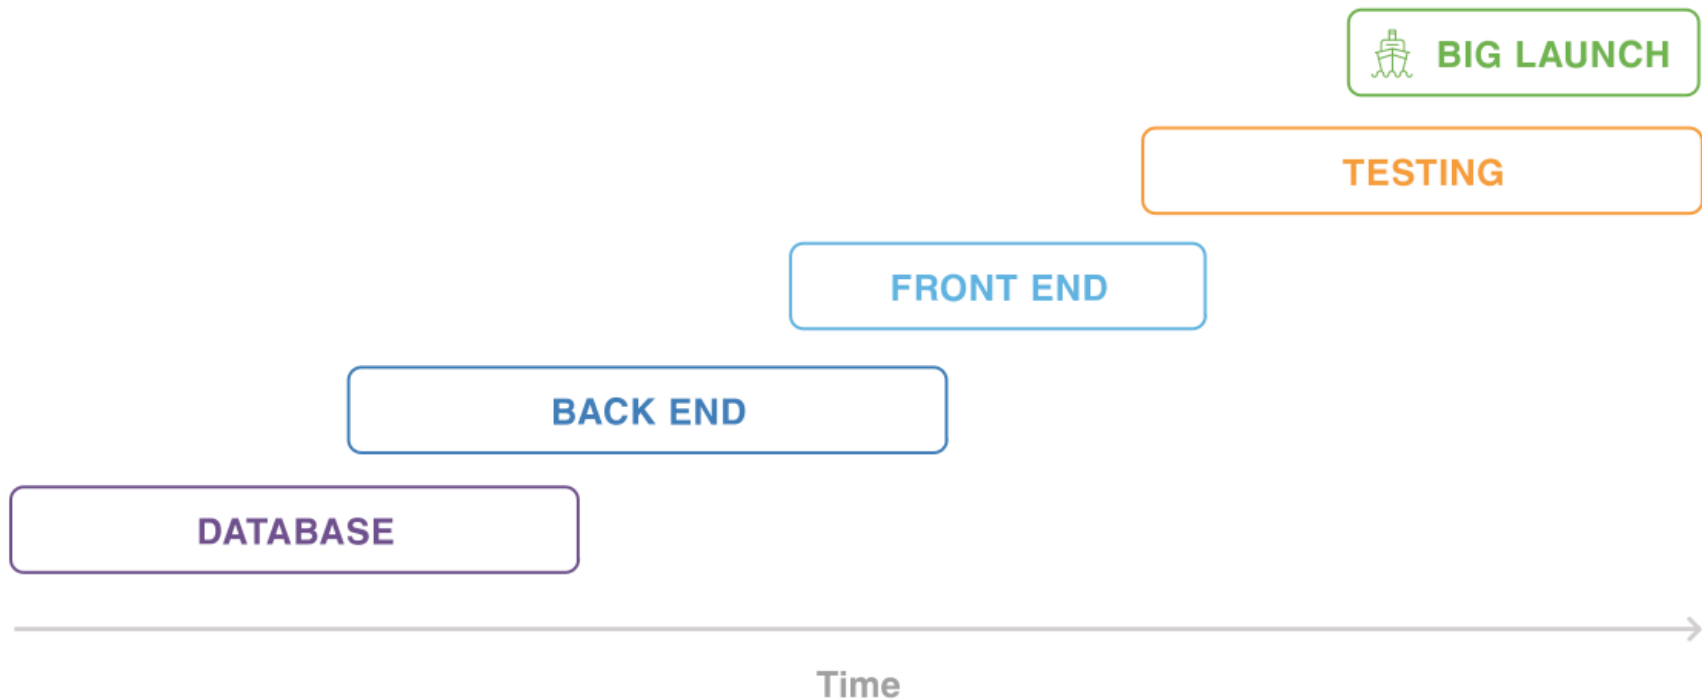 BIG LAUNCH
TESTING
FRONT END
BACK END
DATABASE
Time